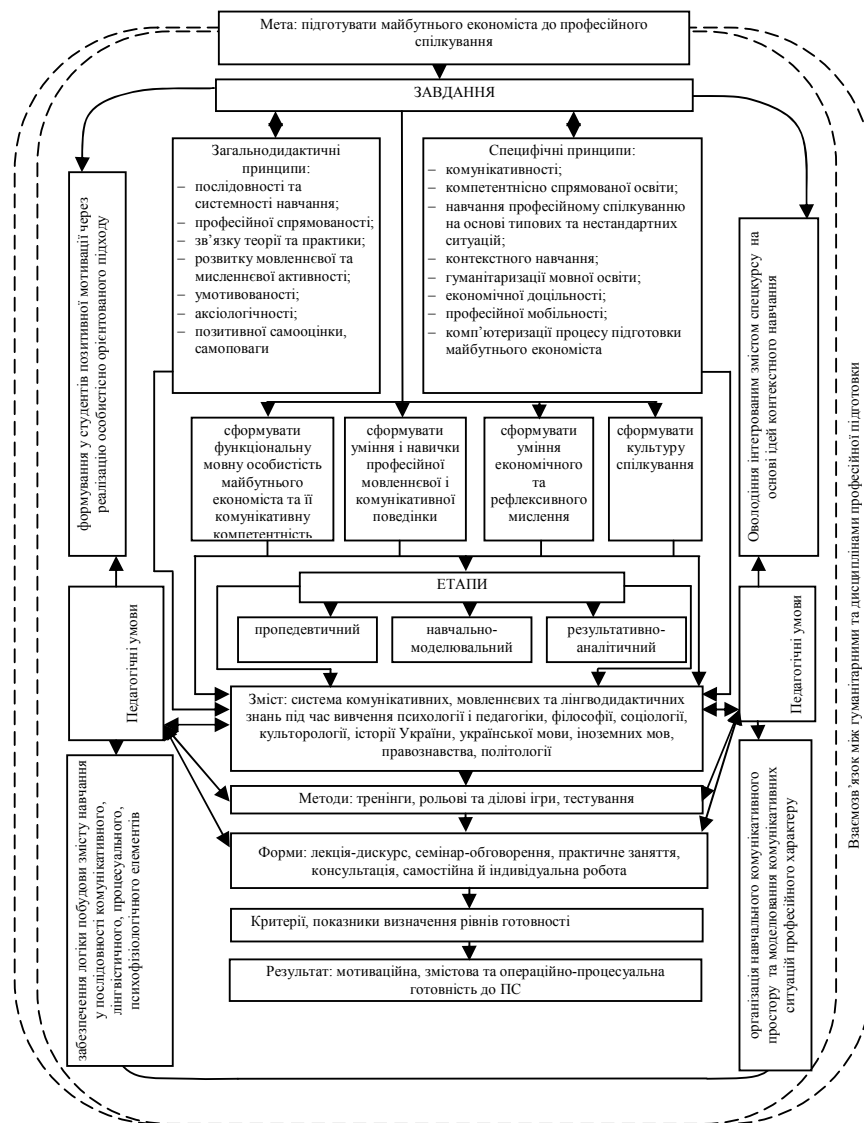 Мета: підготувати майбутнього економіста до професійного
спілкування
ЗАВДАННЯ
Загальнодидактичні
принципи:
– послідовності та
системності навчання;
– професійної спрямованості;
– зв’язку теорії та практики;
– розвитку мовленнєвої та
мисленнєвої активності;
– умотивованості;
– аксіологічності;
– позитивної самооцінки,
самоповаги
Специфічні принципи:
– комунікативності;
– компетентнісно спрямованої освіти;
– навчання професійному спілкуванню
на основі типових та нестандартних
ситуацій;
– контекстного навчання;
– гуманітаризації мовної освіти;
– економічної доцільності;
– професійної мобільності;
– комп’ютеризації процесу підготовки
майбутнього економіста
формування у студентів позитивної мотивації через
реалізацію особистісно орієнтованого підходу
Оволодіння інтегрованим змістом спецкурсу на
основі ідей контекстного навчання
сформувати
функціональну
мовну особистість
майбутнього
економіста та її
комунікативну
компетентність
сформувати
уміння і навички
професійної
мовленнєвої і
комунікативної
поведінки
сформувати
уміння
економічного
та
рефлексивного
мислення
сформувати
культуру
спілкування
ЕТАПИ
пропедевтичний
навчально-
моделювальний
результативно-
аналітичний
Педагогічні умови
Педагогічні умови
Зміст: система комунікативних, мовленнєвих та лінгводидактичних
знань під час вивчення психології і педагогіки, філософії, соціології,
культорології, історії України, української мови, іноземних мов,
правознавства, політології
Методи: тренінги, рольові та ділові ігри, тестування
Форми: лекція-дискурс, семінар-обговорення, практичне заняття,
консультація, самостійна й індивідуальна робота
Критерії, показники визначення рівнів готовності
Результат: мотиваційна, змістова та операційно-процесуальна
готовність до ПС
забезпечення логіки побудови змісту навчання
у послідовності комунікативного,
лінгвістичного, процесуального,
психофізіологічного елементів
організація навчального комунікативного
простору та моделювання комунікативних
ситуацій професійного характеру
Взаємозв’язок між гуманітарними та дисциплінами професійної підготовки